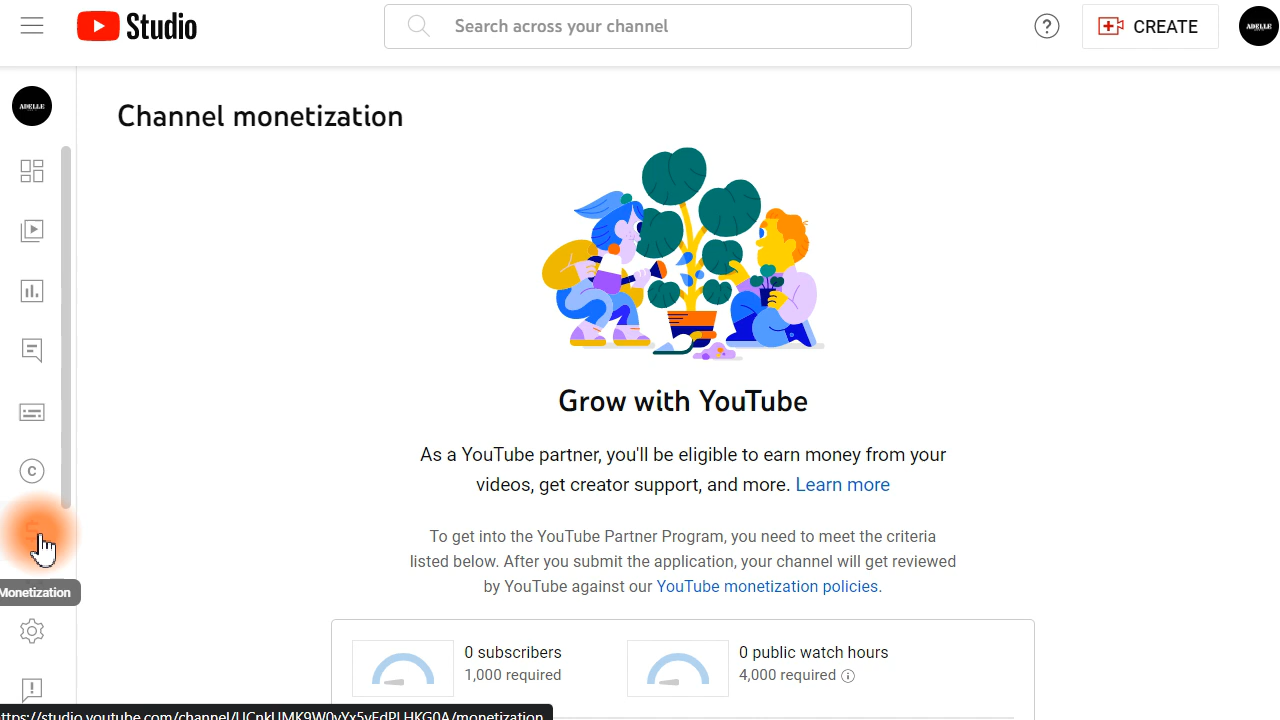 Studio
Search across your channel
?
CREATE
ADELLE
ADELLE
Channel monetization
Grow with YouTube
As a YouTube partner, you'll be eligible to earn money from your
videos, get creator support, and more. Learn more
To get into the YouTube Partner Program, you need to meet the criteria
listed below. After you submit the application, your channel will get reviewed
by YouTube against our YouTube monetization policies.
Monetization
0 subscribers
1,000 required
0 public watch hours
4,000 required